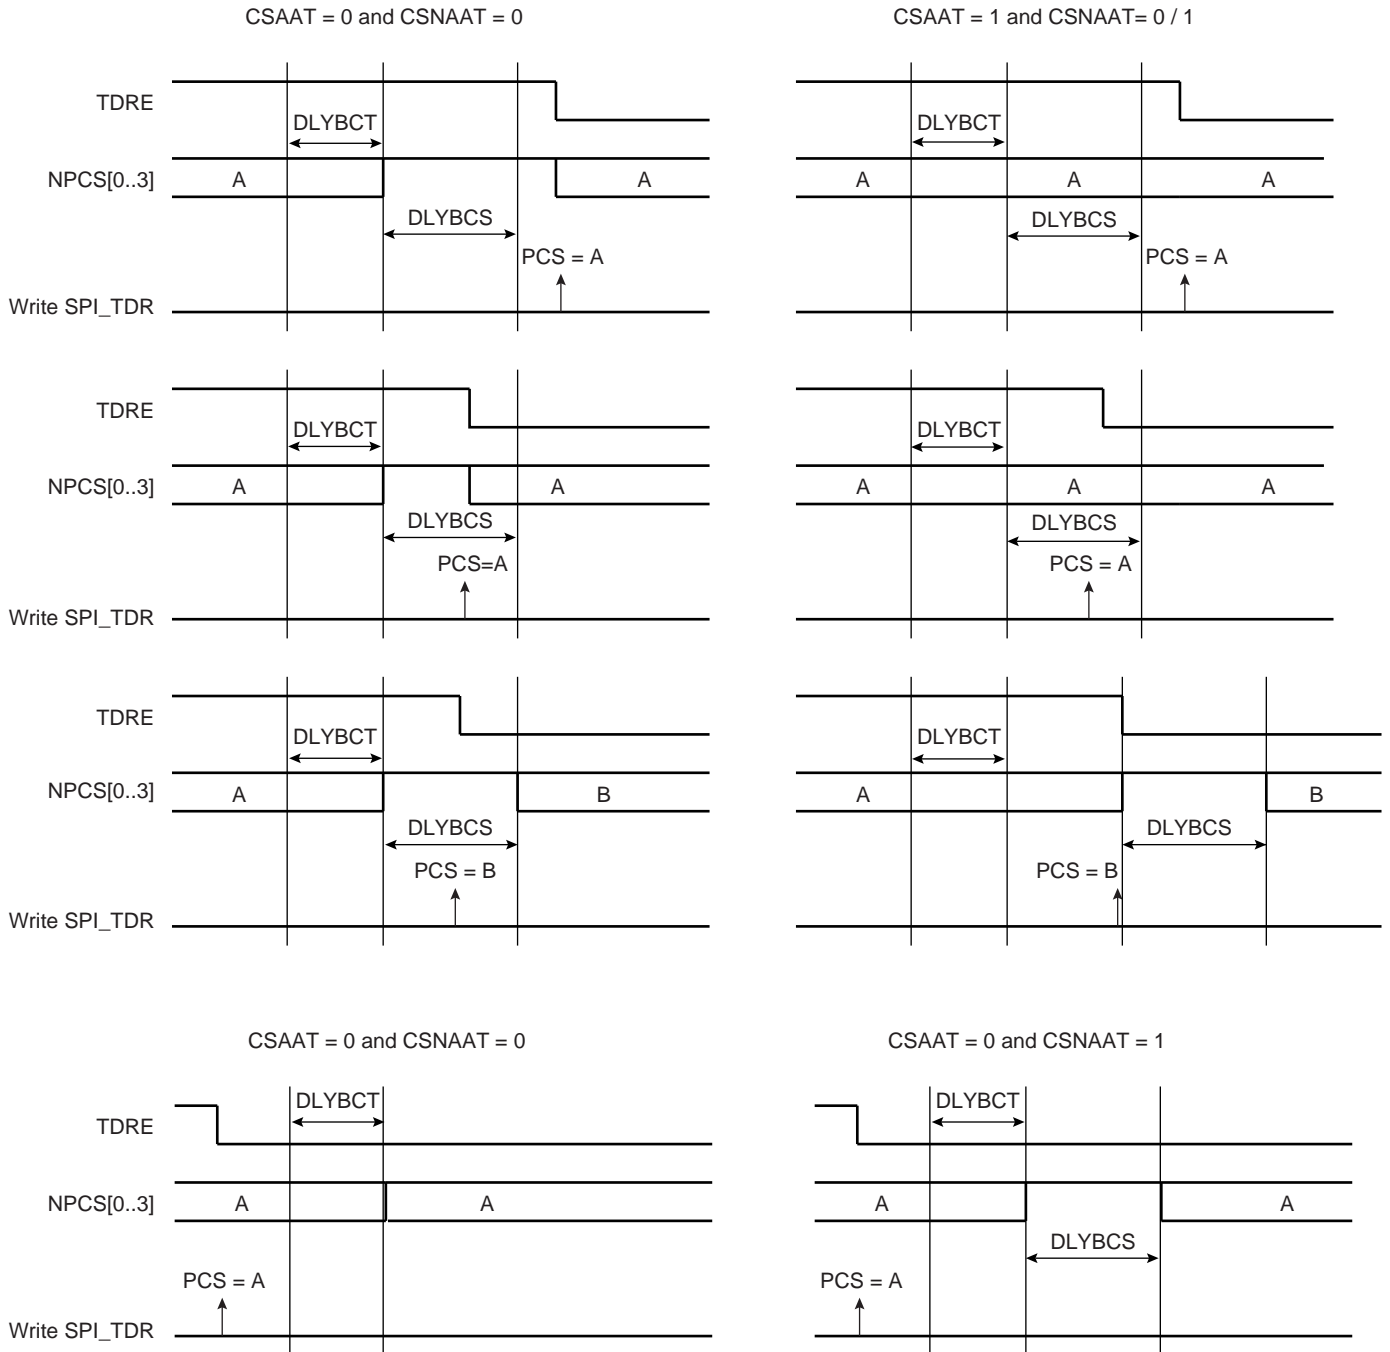 CSAAT = 0 and CSNAAT = 0
CSAAT = 1 and CSNAAT= 0 / 1
TDRE
DLYBCT
DLYBCT
NPCS[0..3]
A
A
A
A
A
DLYBCS
DLYBCS
PCS = A
PCS = A
Write SPI_TDR
TDRE
DLYBCT
DLYBCT
NPCS[0..3]
A
A
A
A
A
DLYBCS
DLYBCS
PCS=A
PCS = A
Write SPI_TDR
TDRE
DLYBCT
DLYBCT
NPCS[0..3]
A
B
A
B
DLYBCS
DLYBCS
PCS = B
PCS = B
Write SPI_TDR
CSAAT = 0 and CSNAAT = 0
CSAAT = 0 and CSNAAT = 1
DLYBCT
DLYBCT
TDRE
NPCS[0..3]
A
A
A
A
DLYBCS
PCS = A
PCS = A
Write SPI_TDR